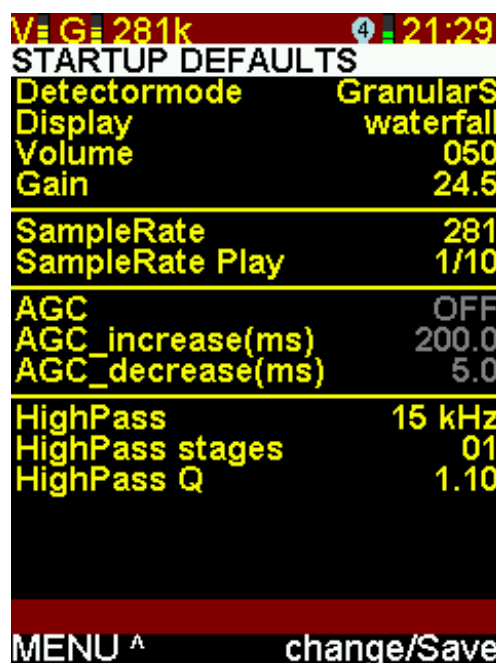 V G 281k 4 21:29
STARTUP DEFAULTS
Detectormode GranularS
Display waterfall
Volume 050
Gain 24.5
SampleRate 281
SampleRate Play 1/10
AGC OFF
AGC_increase(ms) 200.0
AGC_decrease(ms) 5.0
HighPass 15 kHz
HighPass stages 01
HighPass Q 1.10
MENU ^ change/Save